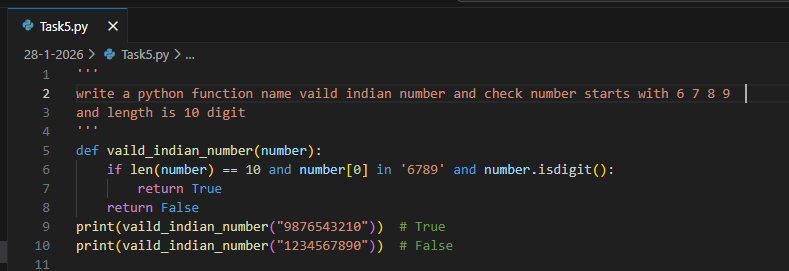 Task5.py
28-1-2026 > Task5.py > ...
1 '''
2 write a python function name vaild indian number and check number starts with 6 7 8 9
3 and length is 10 digit
4 '''
5 def vaild_indian_number(number):
6     if len(number) == 10 and number[0] in '6789' and number.isdigit():
7         return True
8     return False
9 print(vaild_indian_number("9876543210"))  # True
10 print(vaild_indian_number("1234567890"))  # False
11